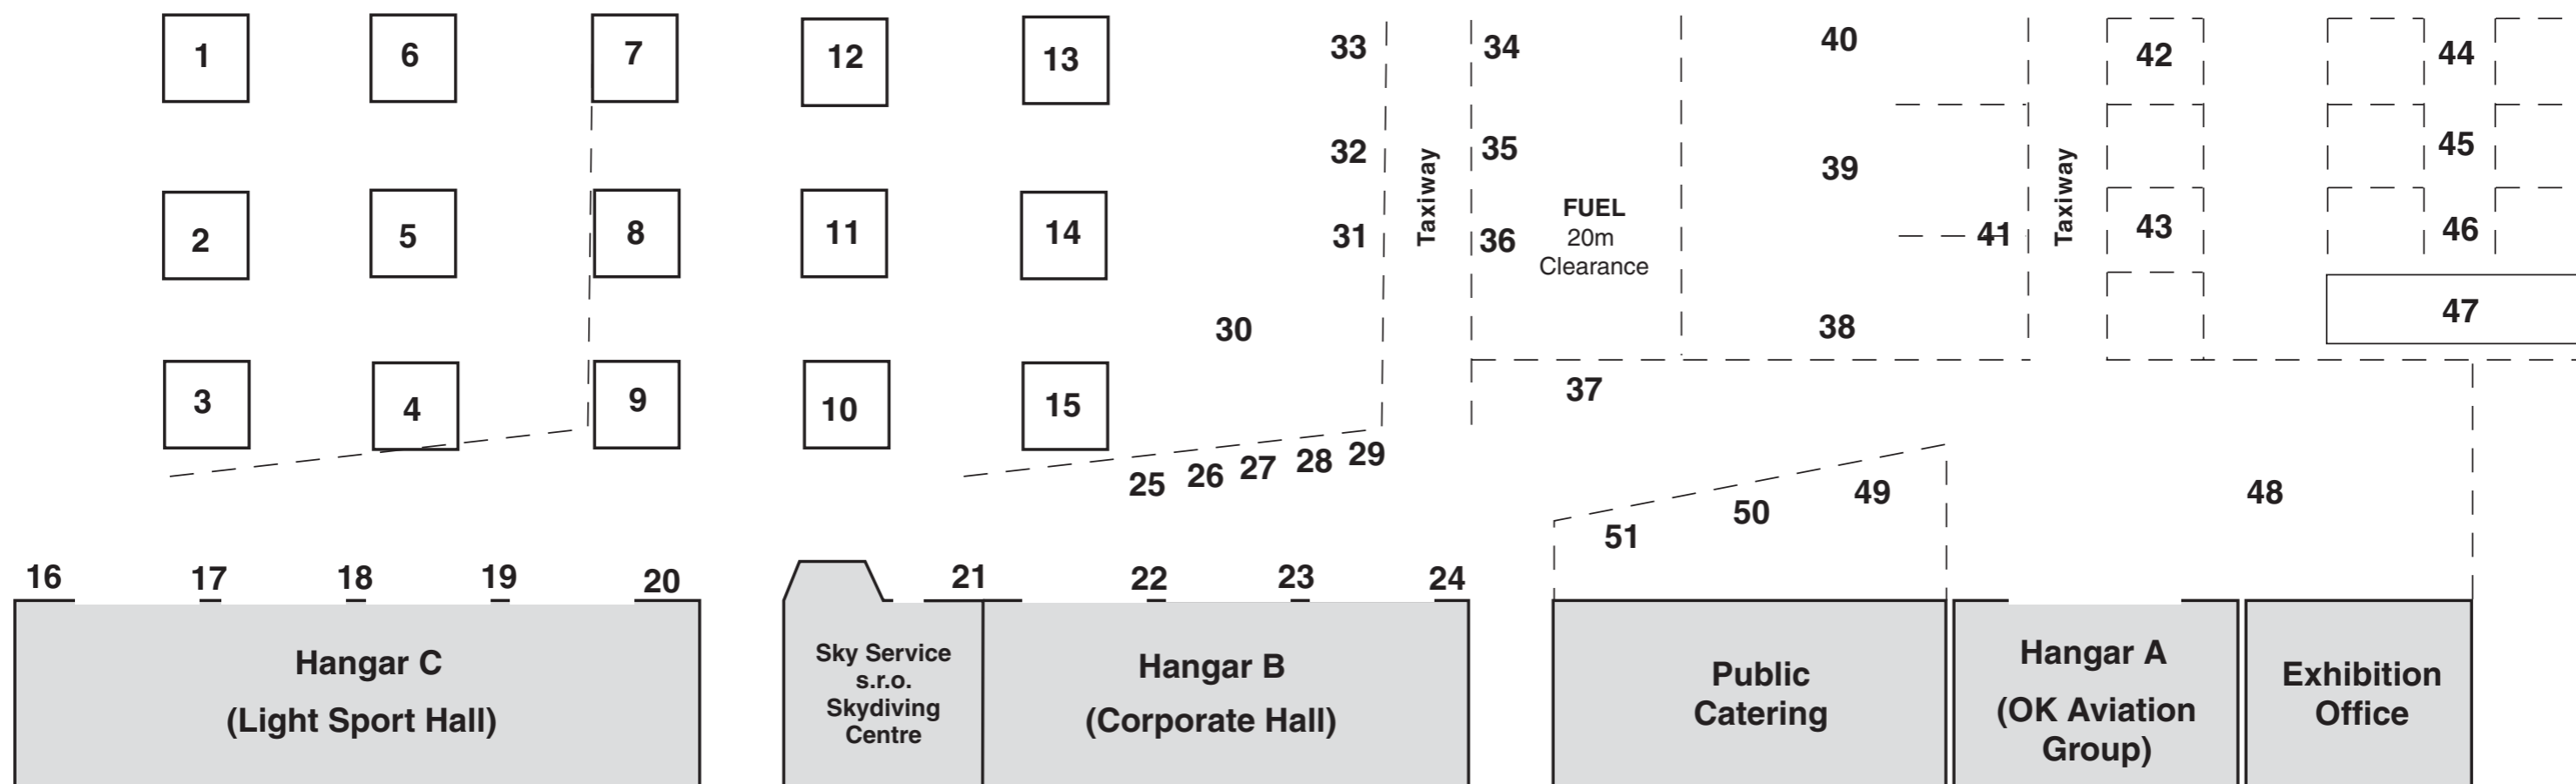 1 6 7 12 13 33 34 40 42 44
32 35 39 45
Taxiway Taxiway
2 5 8 11 14 31 36 41 43 46
FUEL
20m
Clearance
30 38 47
3 4 9 10 15 37
25 26 27 28 29
51 50 49 48
16 17 18 19 20 21 22 23 24
Hangar C
(Light Sport Hall)
Sky Service
s.r.o.
Skydiving
Centre
Hangar B
(Corporate Hall)
Public
Catering
Hangar A
(OK Aviation
Group)
Exhibition
Office